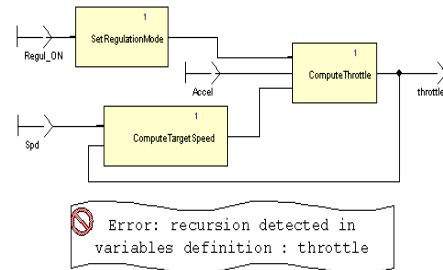 1
SetRegulationMode
Regul_ON
1
ComputeThrottle
Accel
throttle
1
ComputeTargetSpeed
Spd
Error: recursion detected in
variables definition : throttle